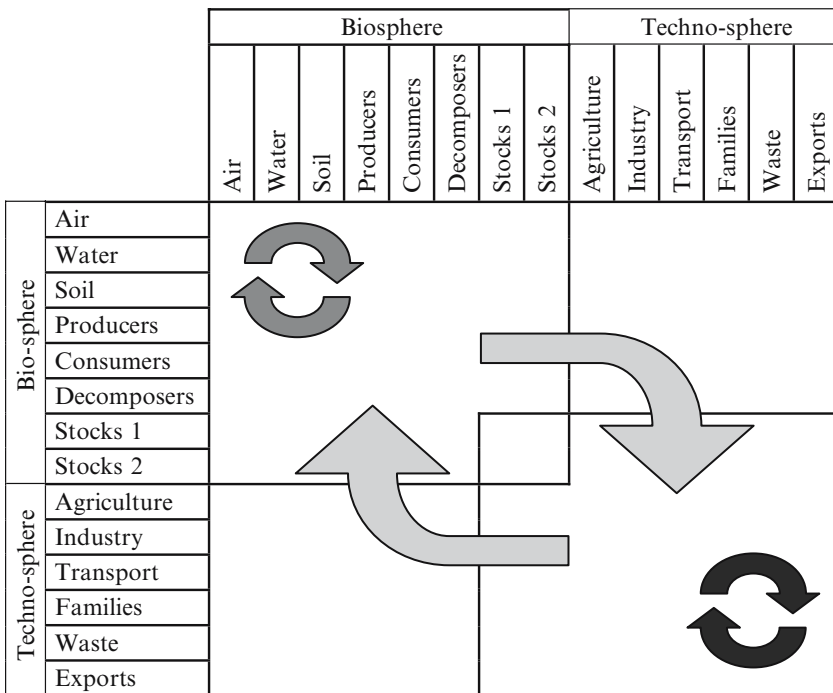 Biosphere Techno-sphere
Air Water Soil Producers Consumers Decomposers Stocks 1 Stocks 2 Agriculture Industry Transport Families Waste Exports
Bio-sphere
Air
Water
Soil
Producers
Consumers
Decomposers
Stocks 1
Stocks 2
Techno-sphere
Agriculture
Industry
Transport
Families
Waste
Exports